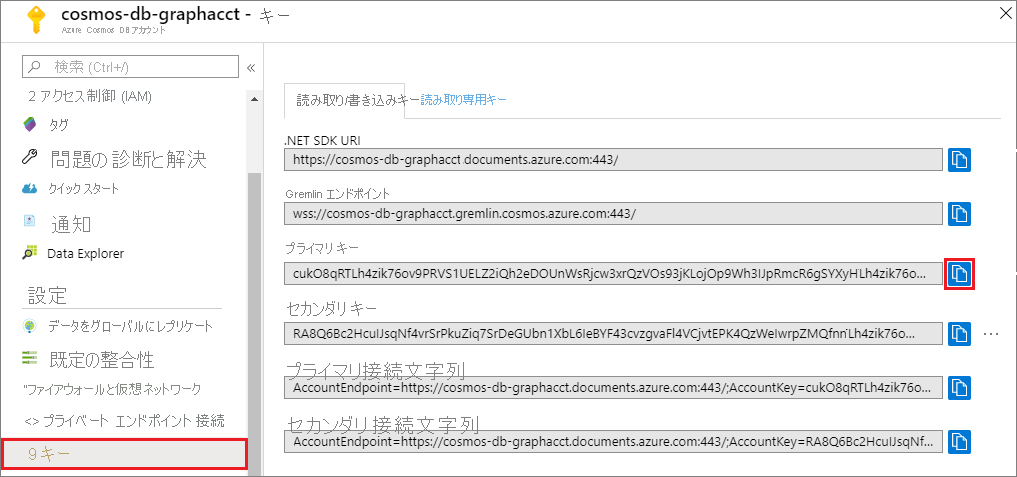 cosmos-db-graphacct - キー
Azure Cosmos DBアカウント
検索 (Ctrl+/)
2 アクセス制御 (IAM)
タグ
問題の診断と解決
クイックスタート
通知
Data Explorer
設定
データをグローバルにレプリケート
既定の整合性
"ファイアウォールと仮想ネットワーク
<> プライベート エンドポイント 接続
9キー
読み取り/書き込みキー 読み取り専用キー
.NET SDK URI
https://cosmos-db-graphacct.documents.azure.com:443/
Gremlin エンドポイント
wss://cosmos-db-graphacct.gremlin.cosmos.azure.com:443/
プライマリ キー
cukO8qRTLh4zik76ov9PRVS1UELZ2iQh2eDOUnWsRjcw3xrQzVOs93jKLojOp9Wh3IJpRmcR6gSYXyHLh4zik76o...
セカンダリ キー
RA8Q6Bc2HcuIJsqNf4vrSrPkuZiq7SrDeGUbn1XbL6IeBYF43cvzgvaFl4VCjvtEPK4QzWeIwrpZMQfnn'Lh4zik76o...
プライマリ接続文字列
AccountEndpoint=https://cosmos-db-graphacct.documents.azure.com:443/;AccountKey=cukO8qRTLh4zik76o...
セカンダリ接続文字列
AccountEndpoint=https://cosmos-db-graphacct.documents.azure.com:443/;AccountKey=RA8Q6Bc2HcuIJsqNf...